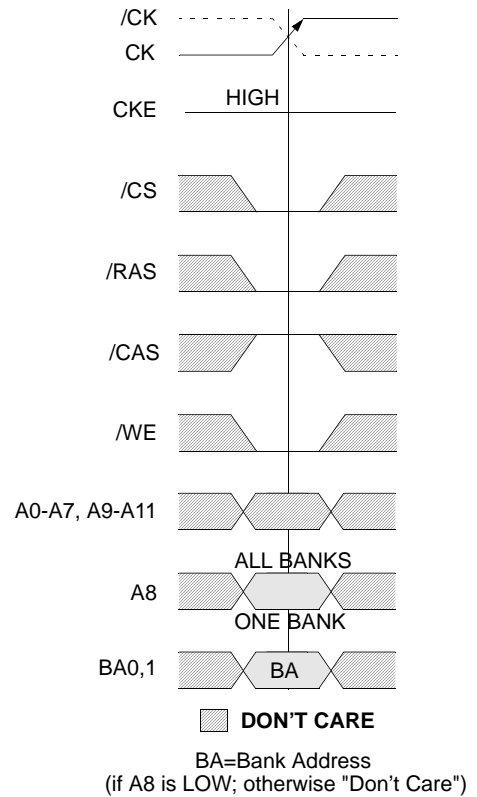 /CK
CK
CKE
HIGH
/CS
/RAS
/CAS
/WE
A0-A7, A9-A11
ALL BANKS
A8
ONE BANK
BA0,1
BA
DON'T CARE
BA=Bank Address
(if A8 is LOW; otherwise "Don't Care")